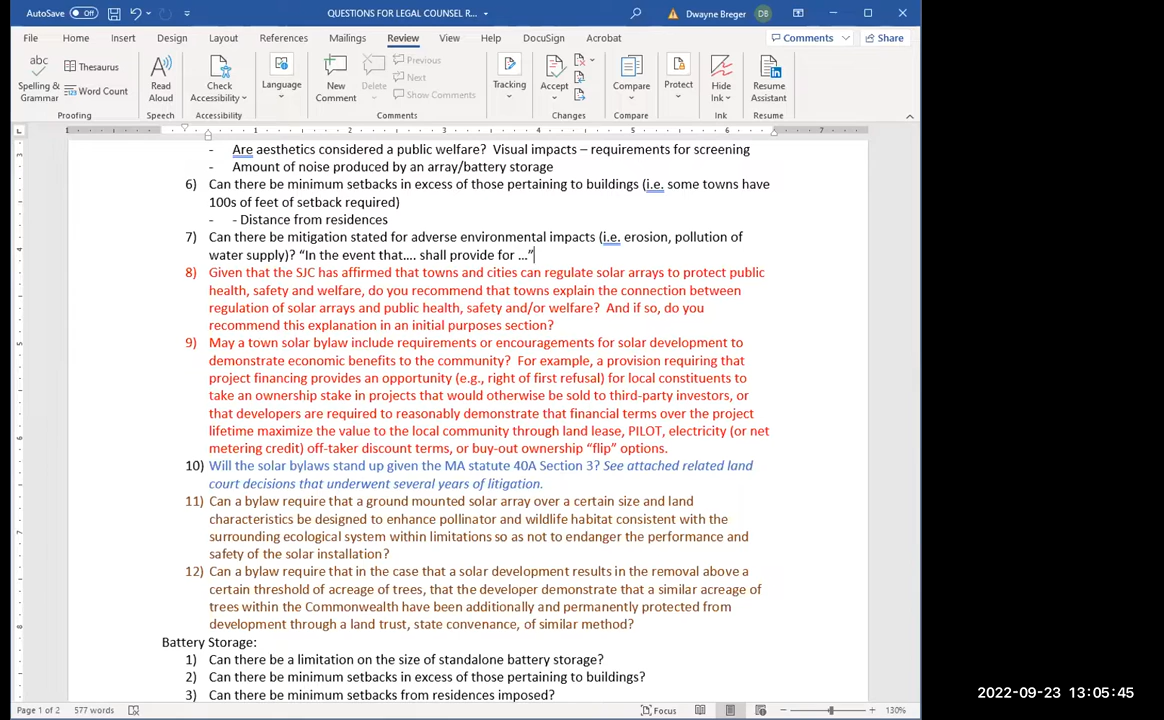 AutoSave Off QUESTIONS FOR LEGAL COUNSEL R... Dwayne Breger DB
File Home Insert Design Layout References Mailings Review View Help DocuSign Acrobat Comments Share
abc Spelling & Grammar Thesaurus Word Count Read Aloud Check Accessibility Language New Comment Delete Previous Next Show Comments Tracking Accept Compare Protect Hide Ink Resume Assistant
Proofing Speech Accessibility Comments Changes Compare Ink Resume
1 1 2 3 4 5 6 7
- Are aesthetics considered a public welfare? Visual impacts – requirements for screening
- Amount of noise produced by an array/battery storage
6) Can there be minimum setbacks in excess of those pertaining to buildings (i.e. some towns have
100s of feet of setback required)
- - Distance from residences
7) Can there be mitigation stated for adverse environmental impacts (i.e. erosion, pollution of
water supply)? “In the event that.... shall provide for ...”
8) Given that the SJC has affirmed that towns and cities can regulate solar arrays to protect public
health, safety and welfare, do you recommend that towns explain the connection between
regulation of solar arrays and public health, safety and/or welfare? And if so, do you
recommend this explanation in an initial purposes section?
9) May a town solar bylaw include requirements or encouragements for solar development to
demonstrate economic benefits to the community? For example, a provision requiring that
project financing provides an opportunity (e.g., right of first refusal) for local constituents to
take an ownership stake in projects that would otherwise be sold to third-party investors, or
that developers are required to reasonably demonstrate that financial terms over the project
lifetime maximize the value to the local community through land lease, PILOT, electricity (or net
metering credit) off-taker discount terms, or buy-out ownership “flip” options.
10) Will the solar bylaws stand up given the MA statute 40A Section 3? See attached related land
court decisions that underwent several years of litigation.
11) Can a bylaw require that a ground mounted solar array over a certain size and land
characteristics be designed to enhance pollinator and wildlife habitat consistent with the
surrounding ecological system within limitations so as not to endanger the performance and
safety of the solar installation?
12) Can a bylaw require that in the case that a solar development results in the removal above a
certain threshold of acreage of trees, that the developer demonstrate that a similar acreage of
trees within the Commonwealth have been additionally and permanently protected from
development through a land trust, state convenance, of similar method?
Battery Storage:
1) Can there be a limitation on the size of standalone battery storage?
2) Can there be minimum setbacks in excess of those pertaining to buildings?
3) Can there be minimum setbacks from residences imposed?
Page 1 of 2 577 words Focus 130%
2022-09-23 13:05:45